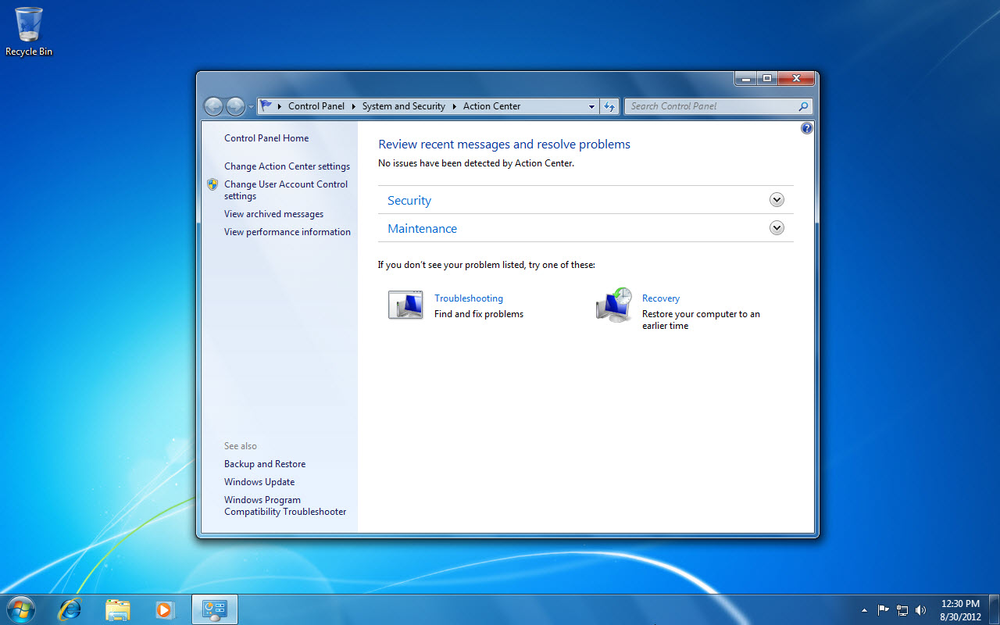 Recycle Bin
Control Panel
System and Security
Action Center
Search Control Panel
Control Panel Home
Change Action Center settings
Change User Account Control
settings
View archived messages
View performance information
See also
Backup and Restore
Windows Update
Windows Program
Compatibility Troubleshooter
Review recent messages and resolve problems
No issues have been detected by Action Center.
Security
Maintenance
If you don't see your problem listed, try one of these:
Troubleshooting
Find and fix problems
Recovery
Restore your computer to an
earlier time
12:30 PM
8/30/2012